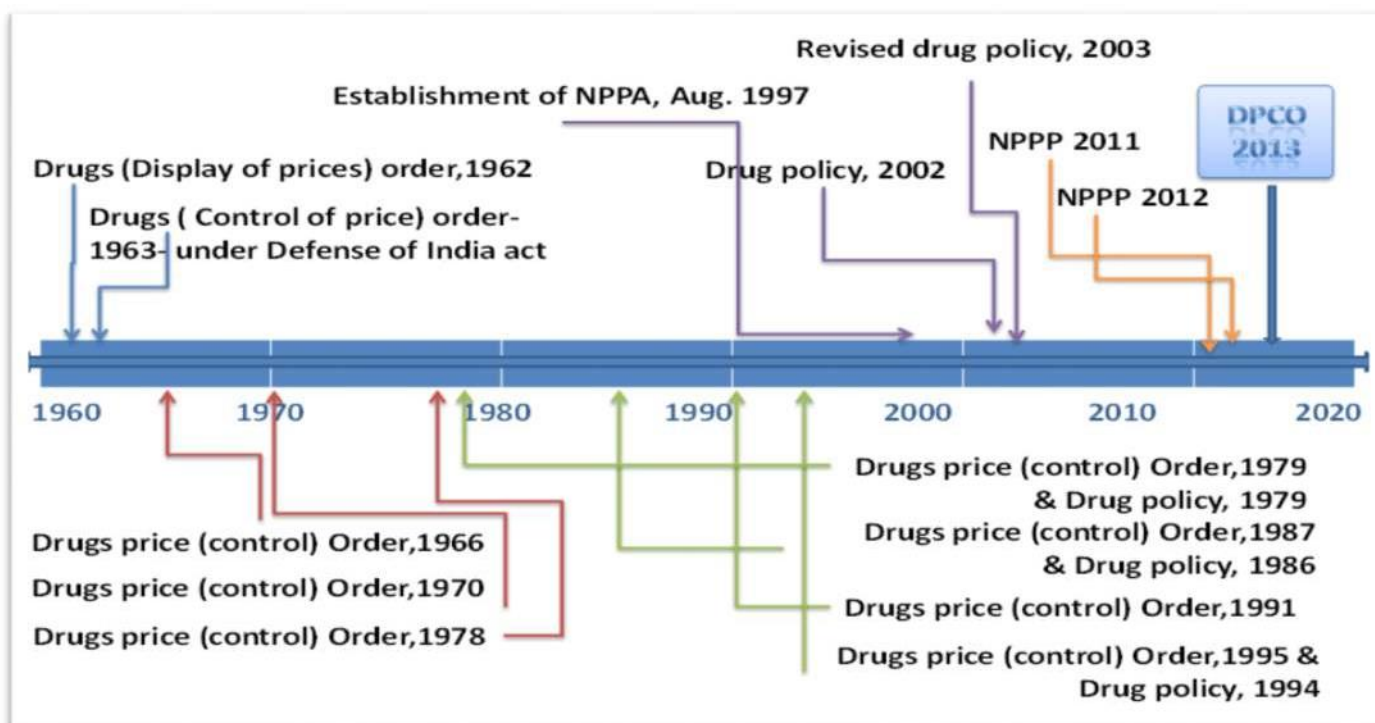 Revised drug policy, 2003
Establishment of NPPA, Aug. 1997
DPCO
2013
NPPP 2011
Drugs (Display of prices) order,1962
Drug policy, 2002
NPPP 2012
Drugs ( Control of price) order-
1963- under Defense of India act
1960 1970 1980 1990 2000 2010 2020
Drugs price (control) Order,1966
Drugs price (control) Order,1970
Drugs price (control) Order,1978
Drugs price (control) Order,1979
& Drug policy, 1979
Drugs price (control) Order,1987
& Drug policy, 1986
Drugs price (control) Order,1991
Drugs price (control) Order,1995 &
Drug policy, 1994